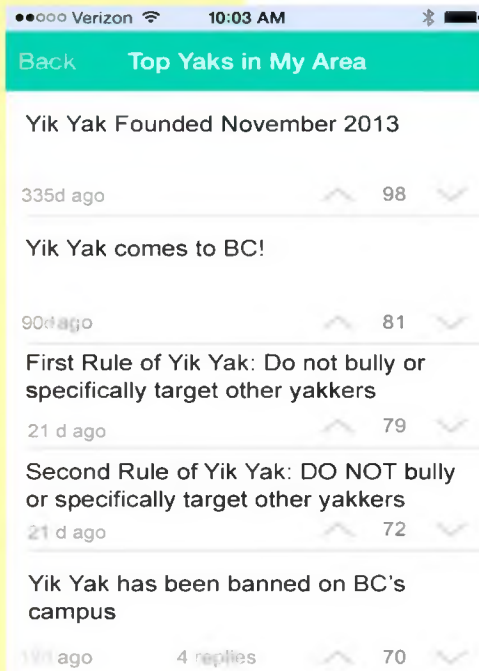 Verizon 10:03 AM
Back Top Yaks in My Area
Yik Yak Founded November 2013
335d ago 98
Yik Yak comes to BC!
90d ago 81
First Rule of Yik Yak: Do not bully or
specifically target other yakkers
21 d ago 79
Second Rule of Yik Yak: DO NOT bully
or specifically target other yakkers
21 d ago 72
Yik Yak has been banned on BC's
campus
ago 4 replies 70